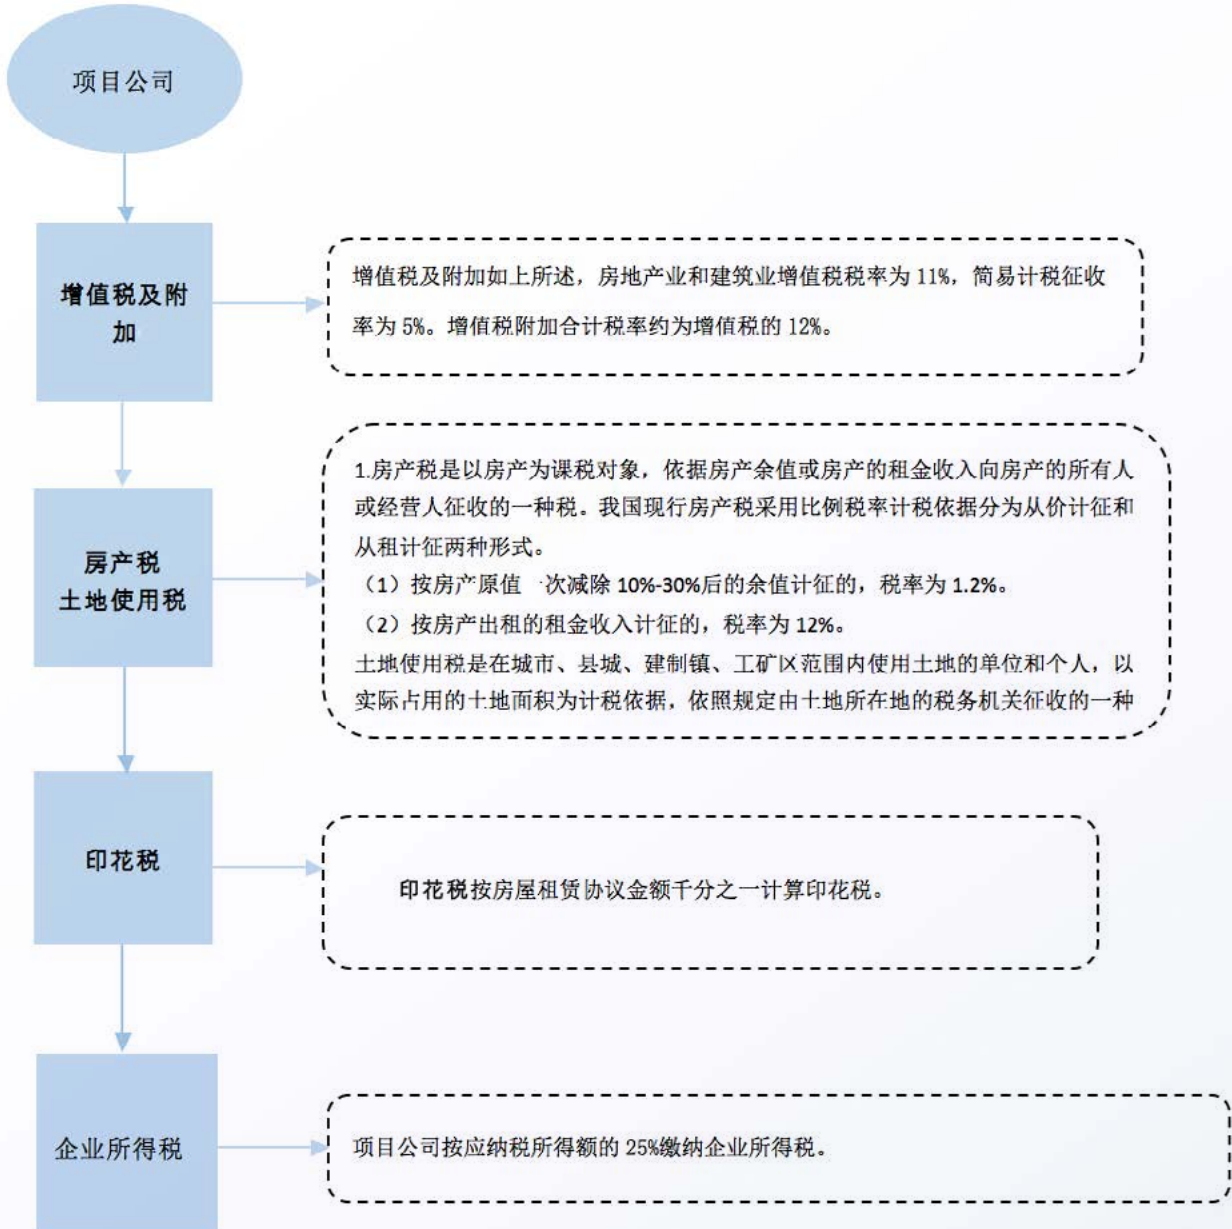 项目公司
增值税及附
加
增值税及附加如上所述，房地产业和建筑业增值税税率为 11%，简易计税征收
率为 5%。增值税附加合计税率约为增值税的 12%。
房产税
土地使用税
1.房产税是以房产为课税对象，依据房产余值或房产的租金收入向房产的所有人
或经营人征收的一种税。我国现行房产税采用比例税率计税依据分为从价计征和
从租计征两种形式。
（1）按房产原值一次减除 10%-30%后的余值计征的，税率为 1.2%。
（2）按房产出租的租金收入计征的，税率为 12%。
土地使用税是在城市、县城、建制镇、工矿区范围内使用土地的单位和个人，以
实际占用的土地面积为计税依据，依照规定由土地所在地的税务机关征收的一种
印花税
印花税按房屋租赁协议金额千分之一计算印花税。
企业所得税
项目公司按应纳税所得额的 25%缴纳企业所得税。